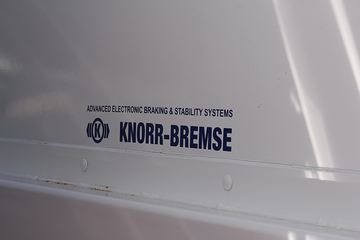 ADVANCED ELECTRONIC BRAKING & STABILITY SYSTEMS
K KNORR-BREMSE